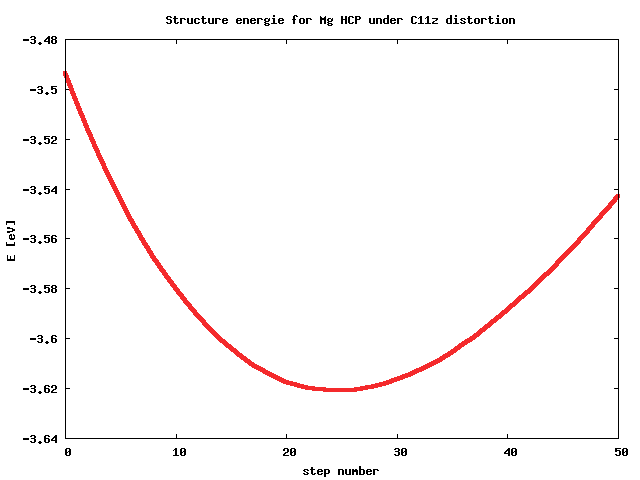 Structure energie for Mg HCP under C11z distortion
-3.48
-3.5
-3.52
-3.54
-3.56
-3.58
-3.6
-3.62
-3.64
E [eV]
0 10 20 30 40 50
step number